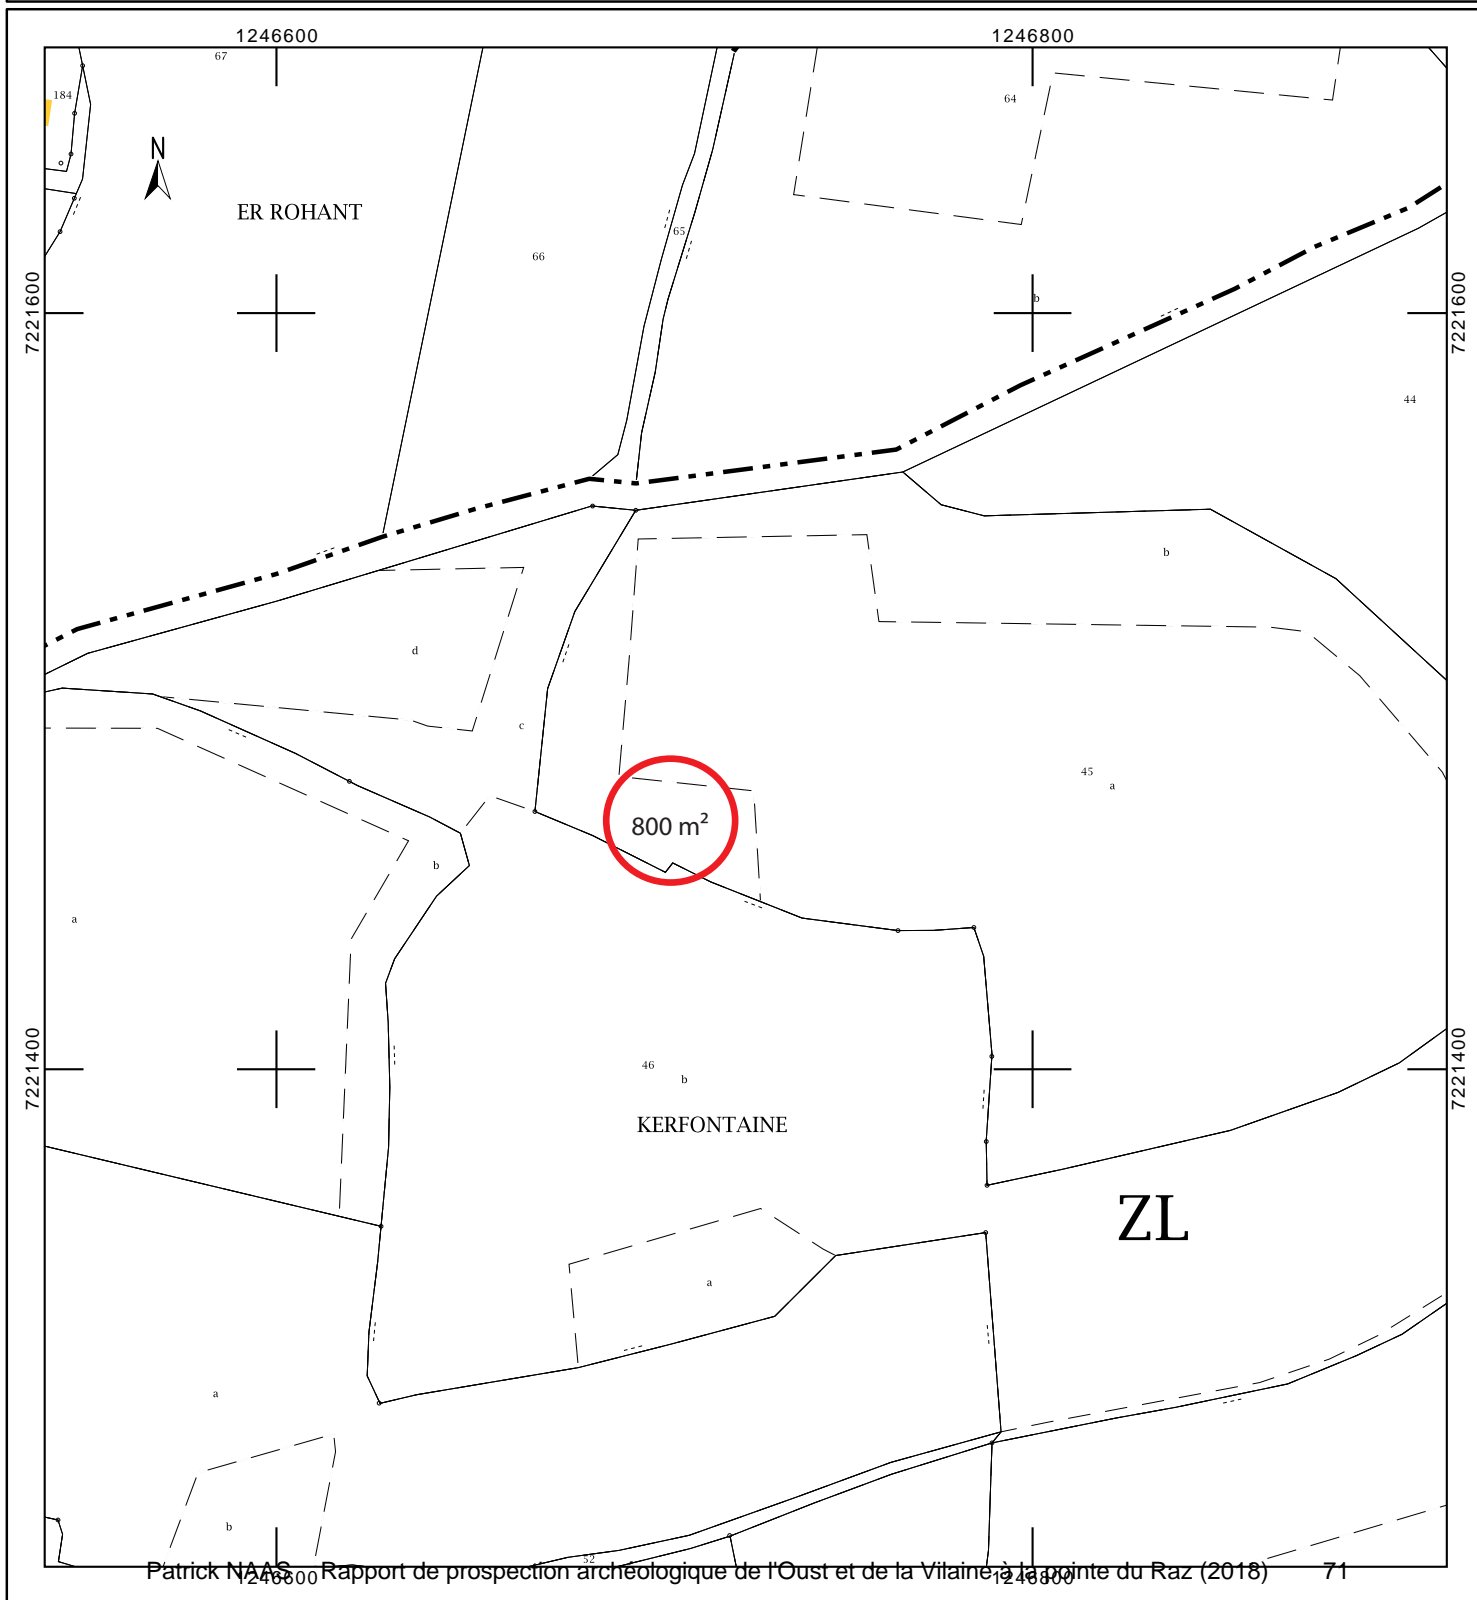 1246600 1246800
67
184
64
N
ER ROHANT
65
66
b
7221600 7221600
44
b
d
c
45
a
800 m²
b
a
46
b
7221400 7221400
KERFONTAINE
ZL
a
a
b
52
Patrick NAAS Rapport de prospection archéologique de l'Oust et de la Vilaine à la pointe du Raz (2018) 71
1246600 1246800